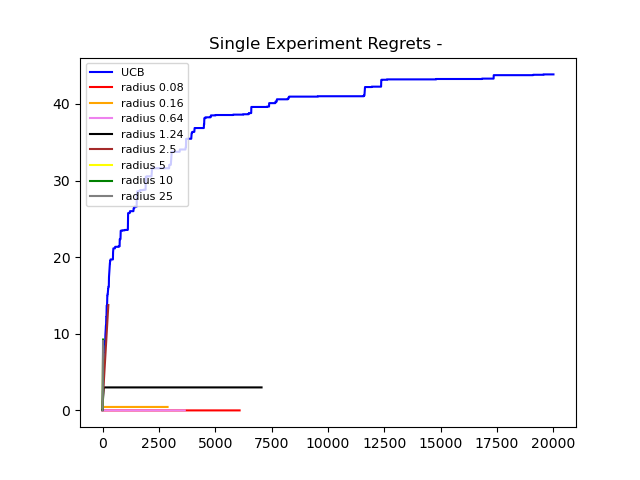 Single Experiment Regrets -
UCB
radius 0.08
radius 0.16
radius 0.64
radius 1.24
radius 2.5
radius 5
radius 10
radius 25
40
30
20
10
0
0 2500 5000 7500 10000 12500 15000 17500 20000